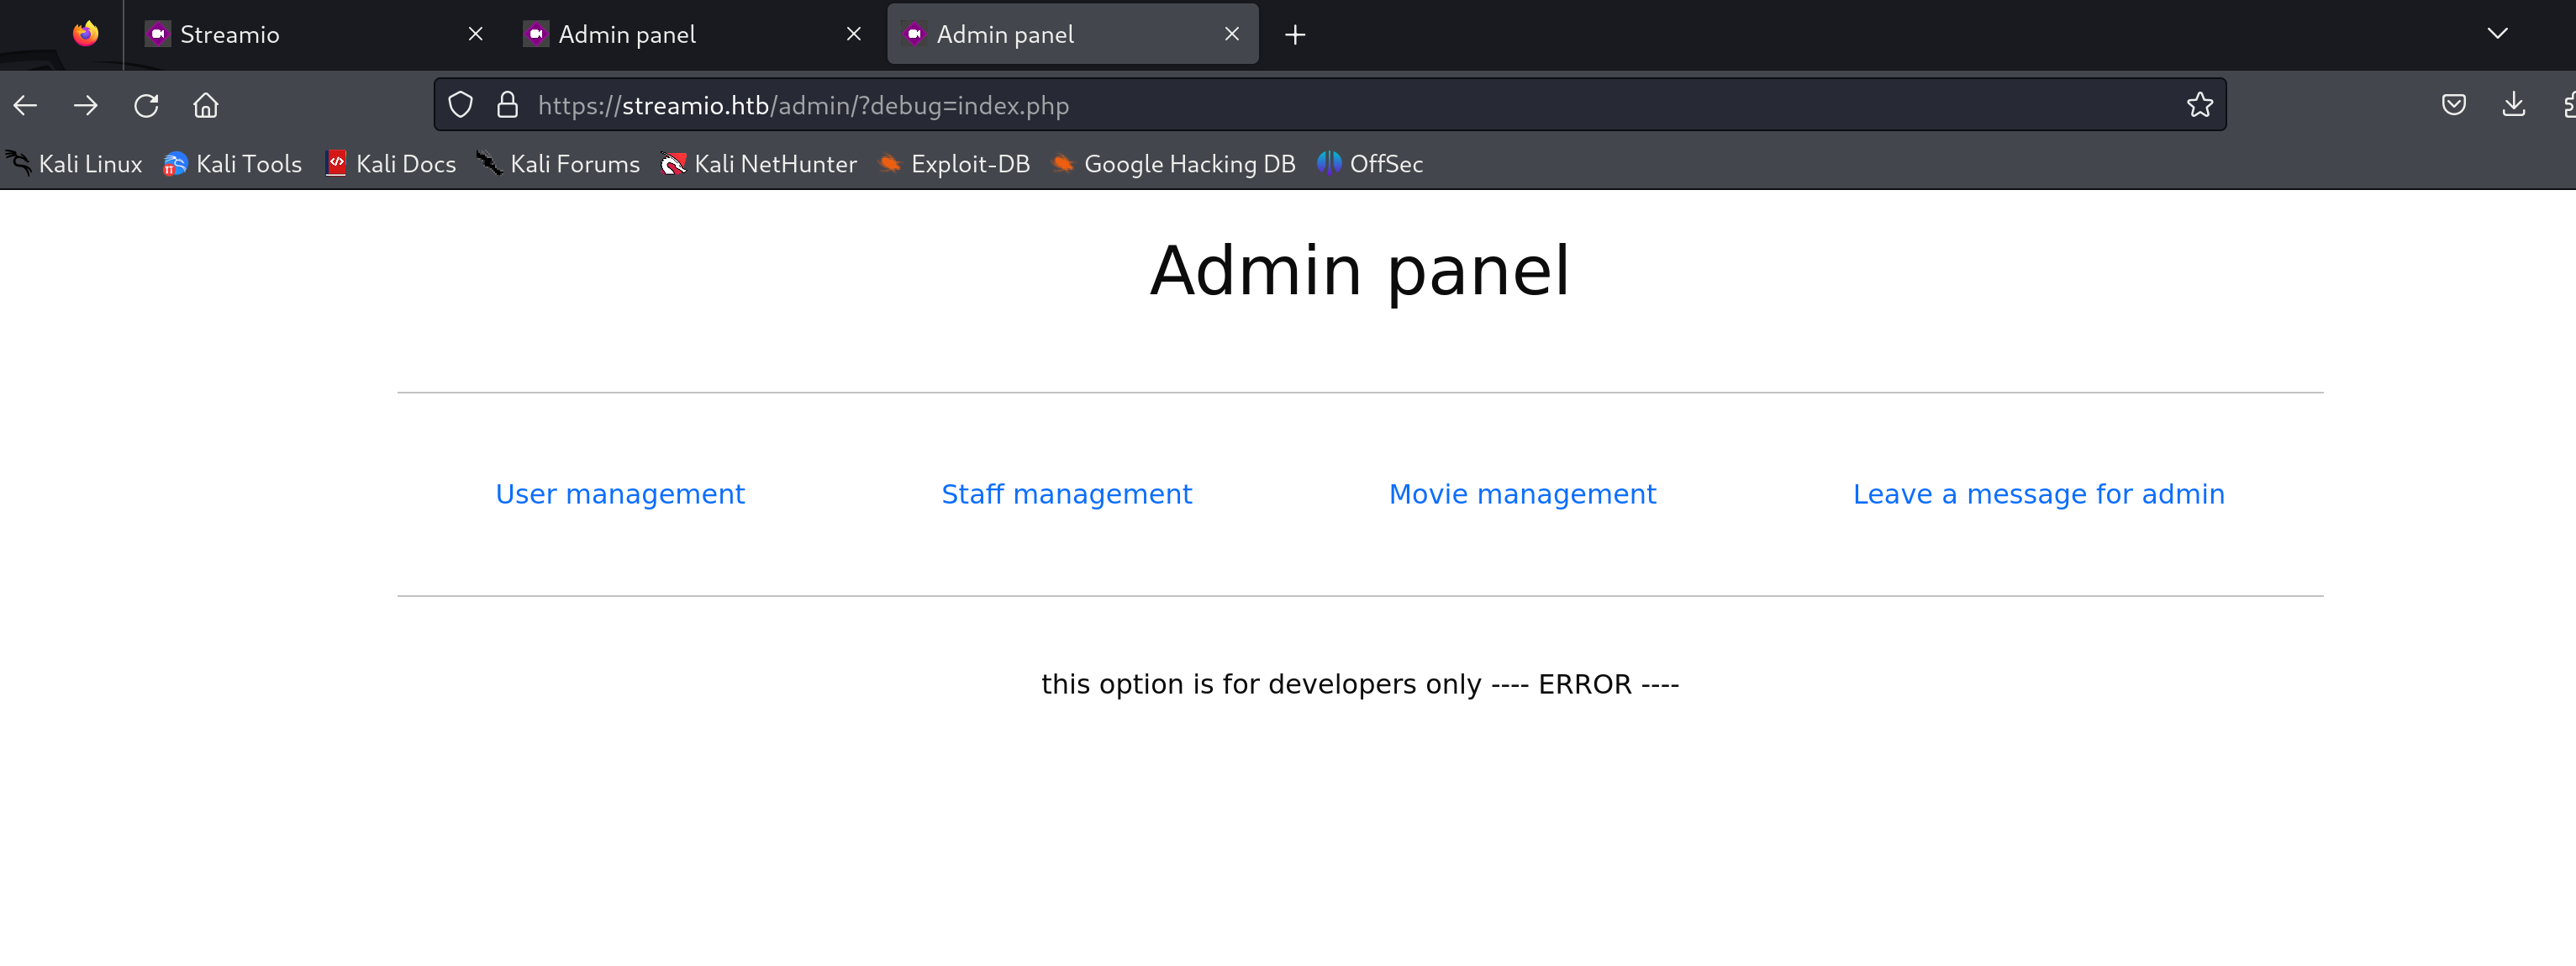 Streamio
Admin panel
Admin panel
https://streamio.htb/admin/?debug=index.php
Kali Linux
Kali Tools
Kali Docs
Kali Forums
Kali NetHunter
Exploit-DB
Google Hacking DB
OffSec
Admin panel
User management
Staff management
Movie management
Leave a message for admin
this option is for developers only ---- ERROR ----